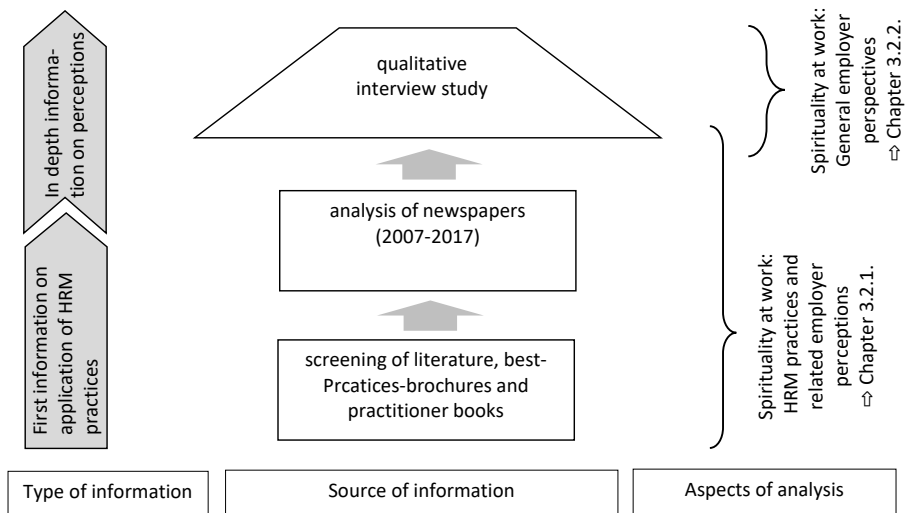 In depth informa-
tion on perceptions
First information on
application of HRM
practices
qualitative
interview study
analysis of newspapers
(2007-2017)
screening of literature, best-
Prcatices-brochures and
practitioner books
Spirituality at work:
General employer
perspectives
⇨ Chapter 3.2.2.
Spirituality at work:
HRM practices and
related employer
perceptions
⇨ Chapter 3.2.1.
Type of information
Source of information
Aspects of analysis